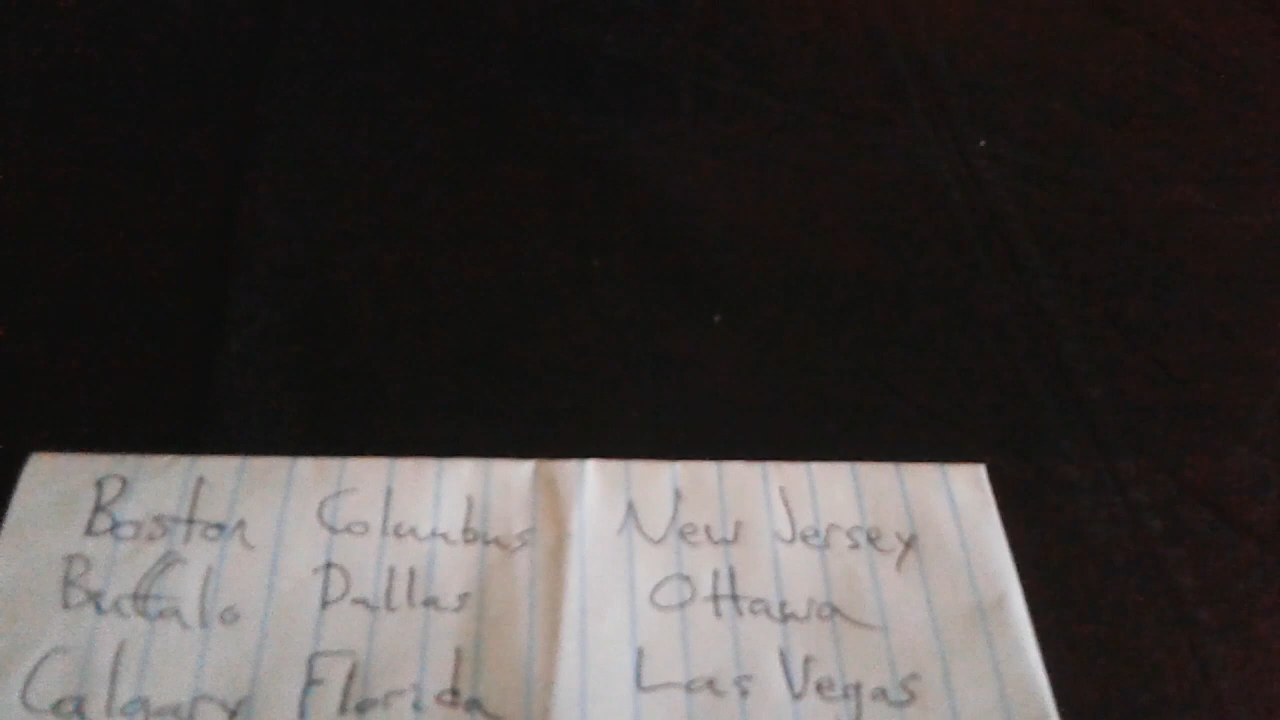 Boston Columbus New Jersey
Buffalo Dallas Ottawa
Calgary Florida Las Vegas